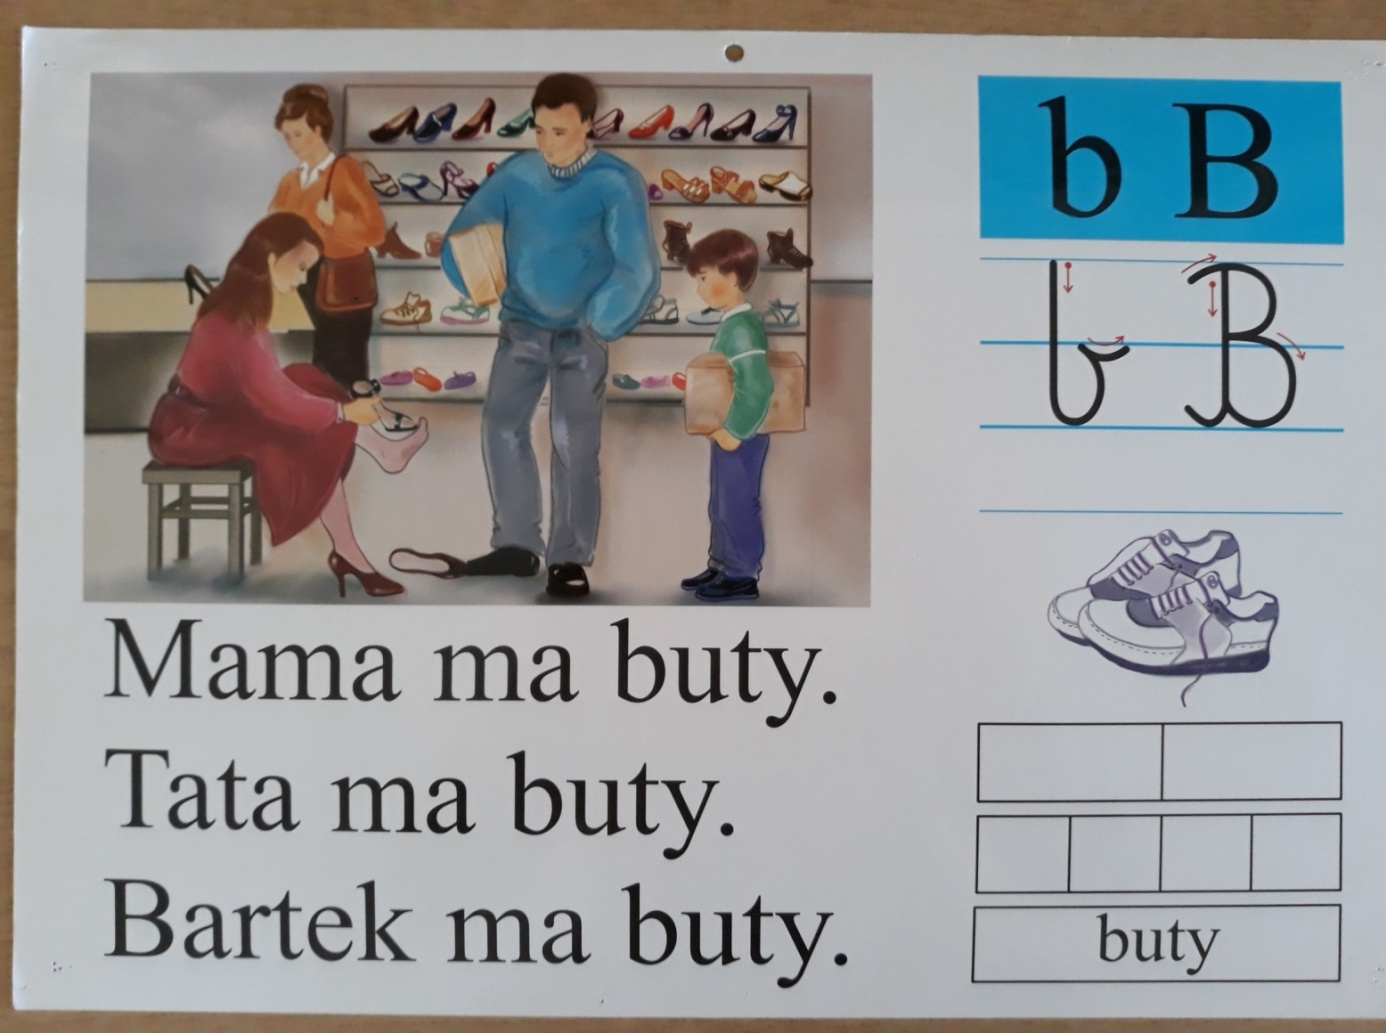 b B
b B
Mama ma buty.
Tata ma buty.
Bartek ma buty.
buty